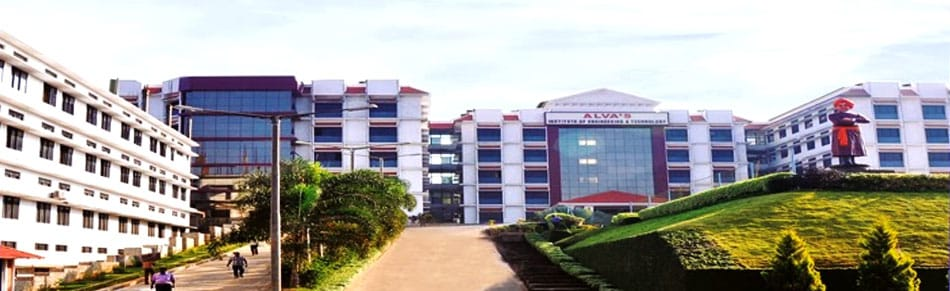 ALVA'S
INSTITUTE OF ENGINEERING & TECHNOLOGY